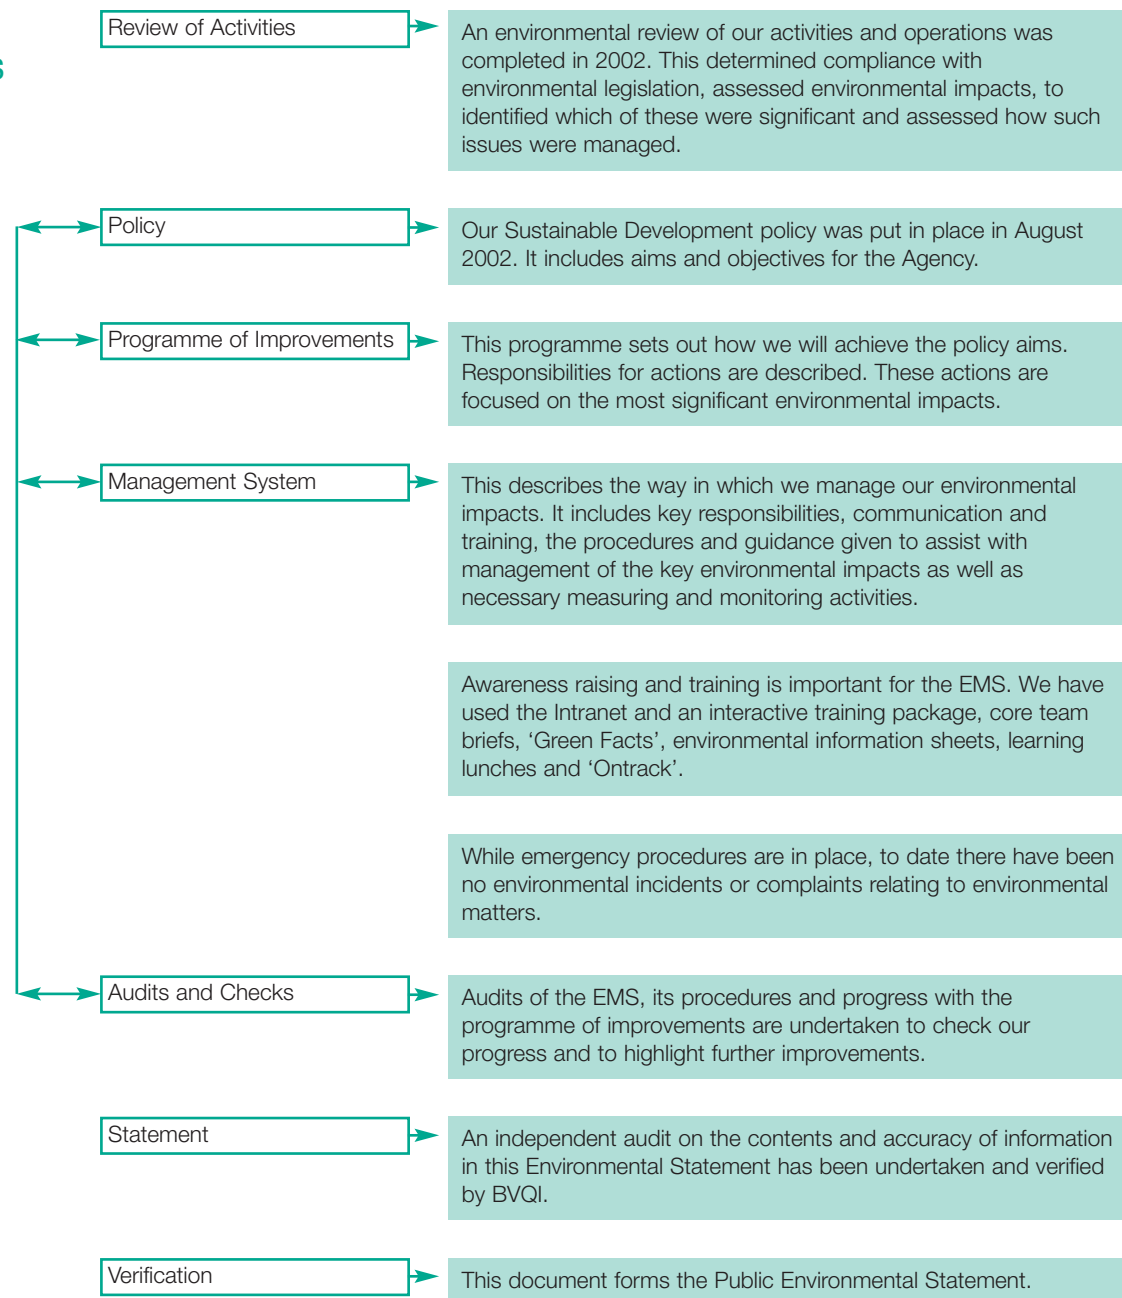 Review of Activities
An environmental review of our activities and operations was
completed in 2002. This determined compliance with
environmental legislation, assessed environmental impacts, to
identified which of these were significant and assessed how such
issues were managed.
s
Policy
Our Sustainable Development policy was put in place in August
2002. It includes aims and objectives for the Agency.
Programme of Improvements
This programme sets out how we will achieve the policy aims.
Responsibilities for actions are described. These actions are
focused on the most significant environmental impacts.
Management System
This describes the way in which we manage our environmental
impacts. It includes key responsibilities, communication and
training, the procedures and guidance given to assist with
management of the key environmental impacts as well as
necessary measuring and monitoring activities.
Awareness raising and training is important for the EMS. We have
used the Intranet and an interactive training package, core team
briefs, ‘Green Facts’, environmental information sheets, learning
lunches and ‘Ontrack’.
While emergency procedures are in place, to date there have been
no environmental incidents or complaints relating to environmental
matters.
Audits and Checks
Audits of the EMS, its procedures and progress with the
programme of improvements are undertaken to check our
progress and to highlight further improvements.
Statement
An independent audit on the contents and accuracy of information
in this Environmental Statement has been undertaken and verified
by BVQI.
Verification
This document forms the Public Environmental Statement.